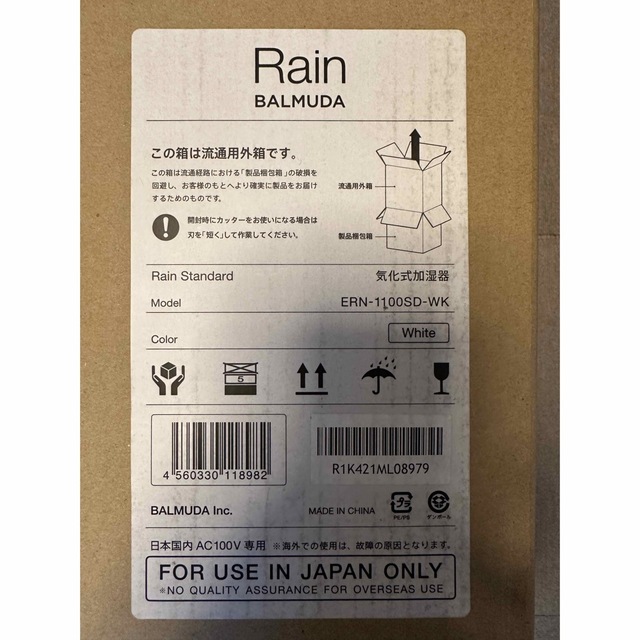 Rain
BALMUDA
この箱は流通用外箱です。
この箱は流通経路における「製品梱包箱」の破損を
回避し、お客様のもとへより確実に製品をお届け
するためのものです。
開封時にカッターをお使いになる場合は
刃を「短く」して作業してください。
流通用外箱
製品梱包箱
Rain Standard 気化式加湿器
Model ERN-1100SD-WK
Color White
5
4 560330 118982
R1K421ML08979
BALMUDA Inc. MADE IN CHINA
プラ
PE/PS
ダンボール
日本国内 AC100V 専用 ※海外での使用は、故障の原因となります。
FOR USE IN JAPAN ONLY
※NO QUALITY ASSURANCE FOR OVERSEAS USE